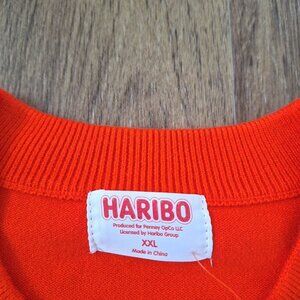 HARIBO
Produced for Penney OpCo LLC
Licensed by Haribo Group
XXL
Made in China